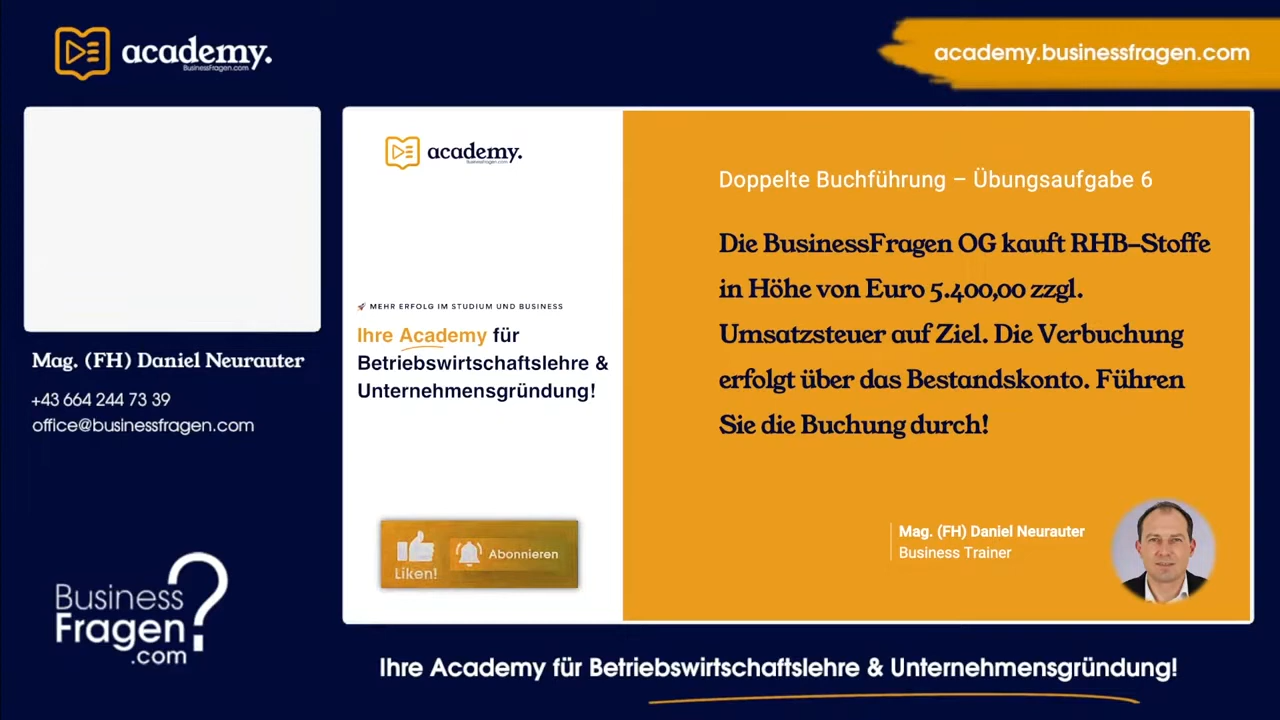 academy.
BusinessFragen.com
academy.businessfragen.com
Mag. (FH) Daniel Neurauter
+43 664 244 73 39
office@businessfragen.com
Business
Fragen?
.com
academy.
BusinessFragen.com
MEHR ERFOLG IM STUDIUM UND BUSINESS
Ihre Academy für
Betriebswirtschaftslehre &
Unternehmensgründung!
Liken!
Abonnieren
Doppelte Buchführung – Übungsaufgabe 6
Die BusinessFragen OG kauft RHB-Stoffe
in Höhe von Euro 5.400,00 zzgl.
Umsatzsteuer auf Ziel. Die Verbuchung
erfolgt über das Bestandskonto. Führen
Sie die Buchung durch!
Mag. (FH) Daniel Neurauter
Business Trainer
Ihre Academy für Betriebswirtschaftslehre & Unternehmensgründung!